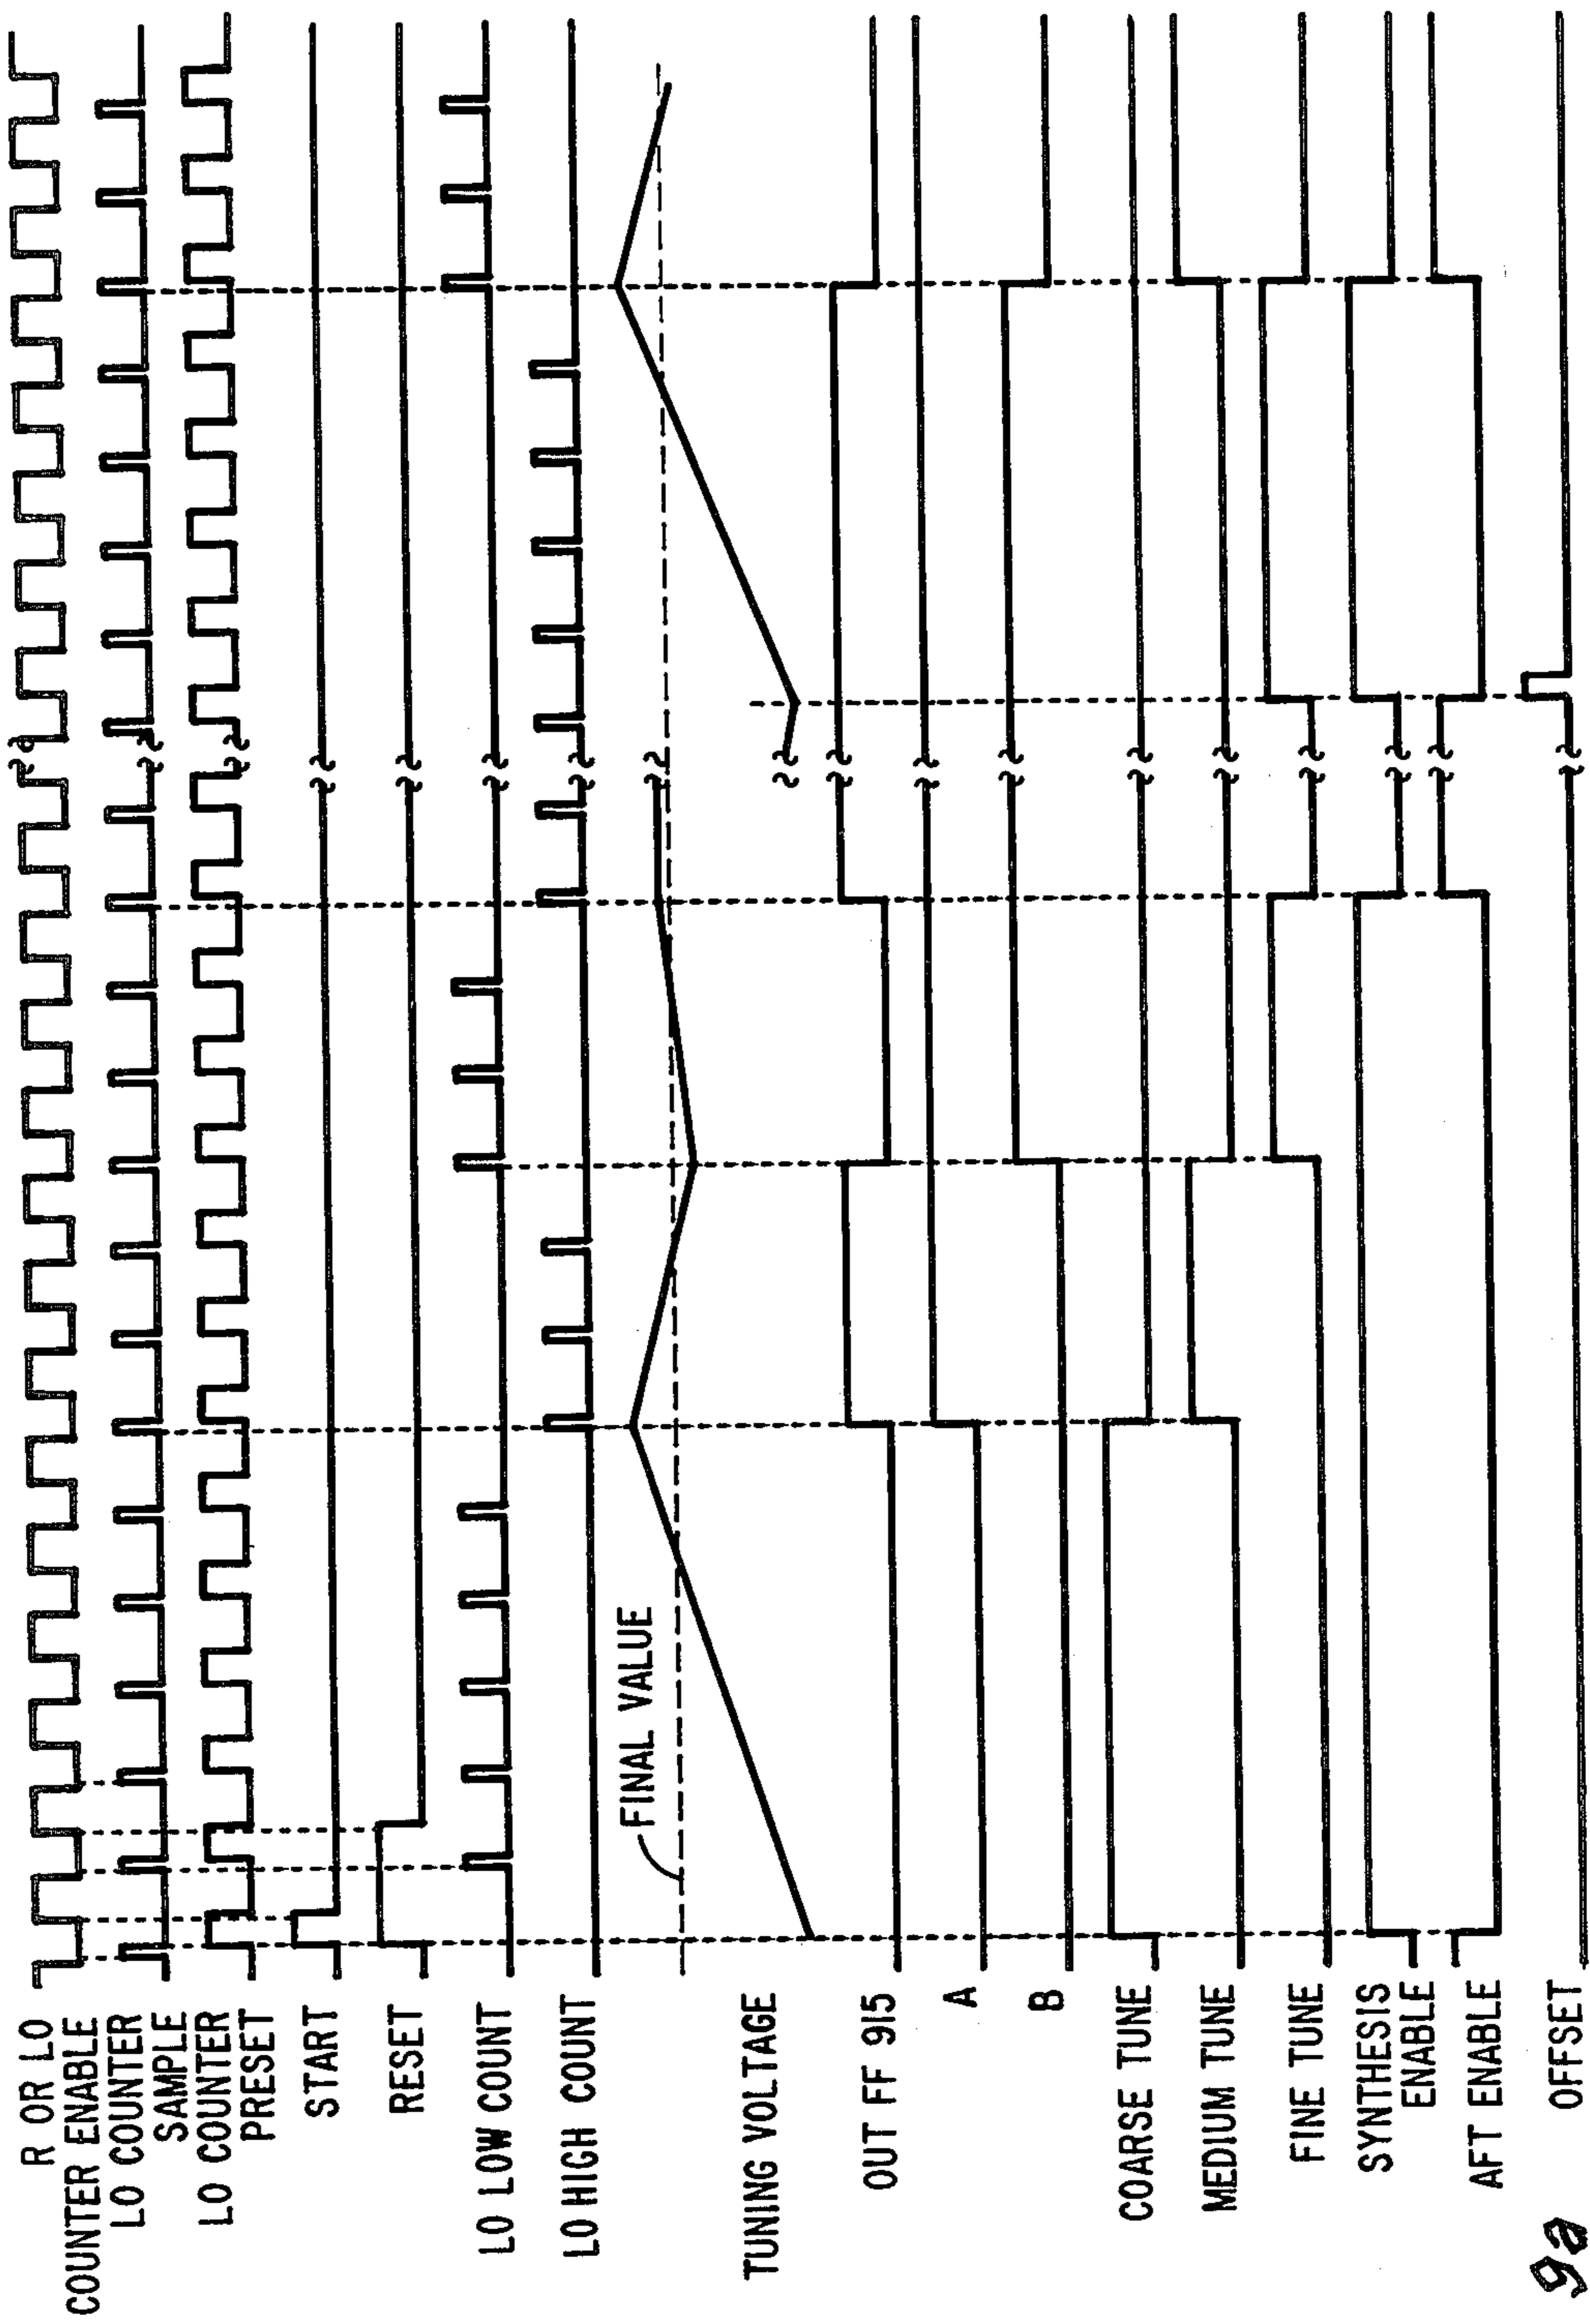 R OR LO
COUNTER ENABLE
LO COUNTER
SAMPLE
LO COUNTER
PRESET
START
RESET
LO LOW COUNT
LO HIGH COUNT
FINAL VALUE
TUNING VOLTAGE
OUT FF 915
A
B
COARSE TUNE
MEDIUM TUNE
FINE TUNE
SYNTHESIS
ENABLE
AFT ENABLE
OFFSET
9a